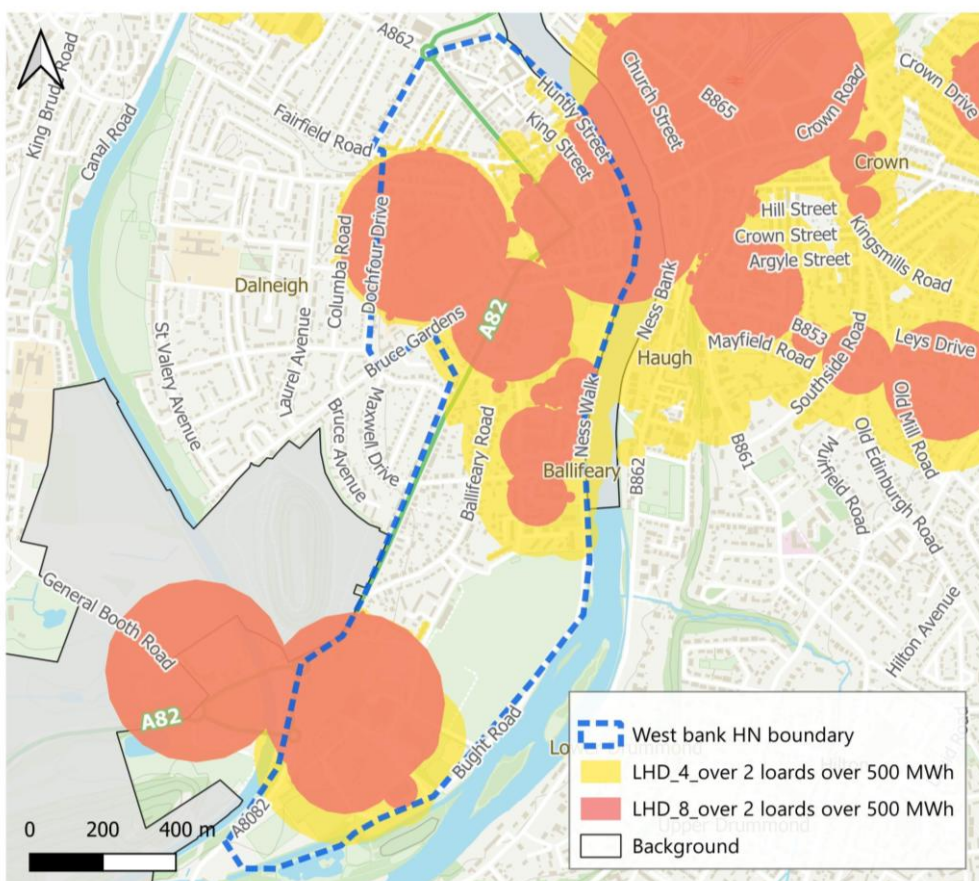 A862
King Brude Road
Canal Road
Fairfield Road
Huntly Street
King Street
Church Street
B865
Crown Road
Crown Drive
Crown
Hill Street
Crown Street
Argyle Street
Kingsmills Road
Columba Road
Dochfour Drive
Dalneigh
A82
Ness Bank
Haugh
Mayfield Road
B853
Southside Road
Leys Drive
Old Mill Road
St Valery Avenue
Laurel Avenue
Bruce Gardens
Maxwell Drive
Bruce Avenue
Ballifeary Road
Ness Walk
Ballifeary
B862
B861
Muirfield Road
Old Edinburgh Road
Hilton Avenue
General Booth Road
A82
Bught Road
A8082
West bank HN boundary
LHD_4_over 2 loards over 500 MWh
LHD_8_over 2 loards over 500 MWh
Background
0 200 400 m